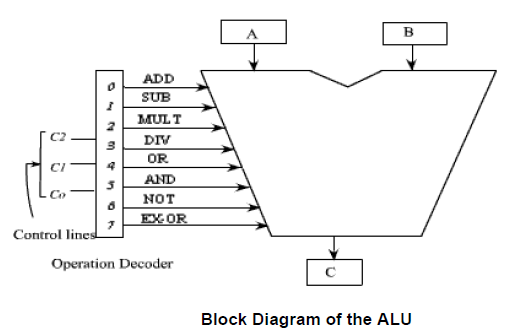 A
B
0 ADD
1 SUB
2 MULT
3 DIV
4 OR
5 AND
6 NOT
7 EX-OR
C2
C1
Co
Control lines
Operation Decoder
C
Block Diagram of the ALU